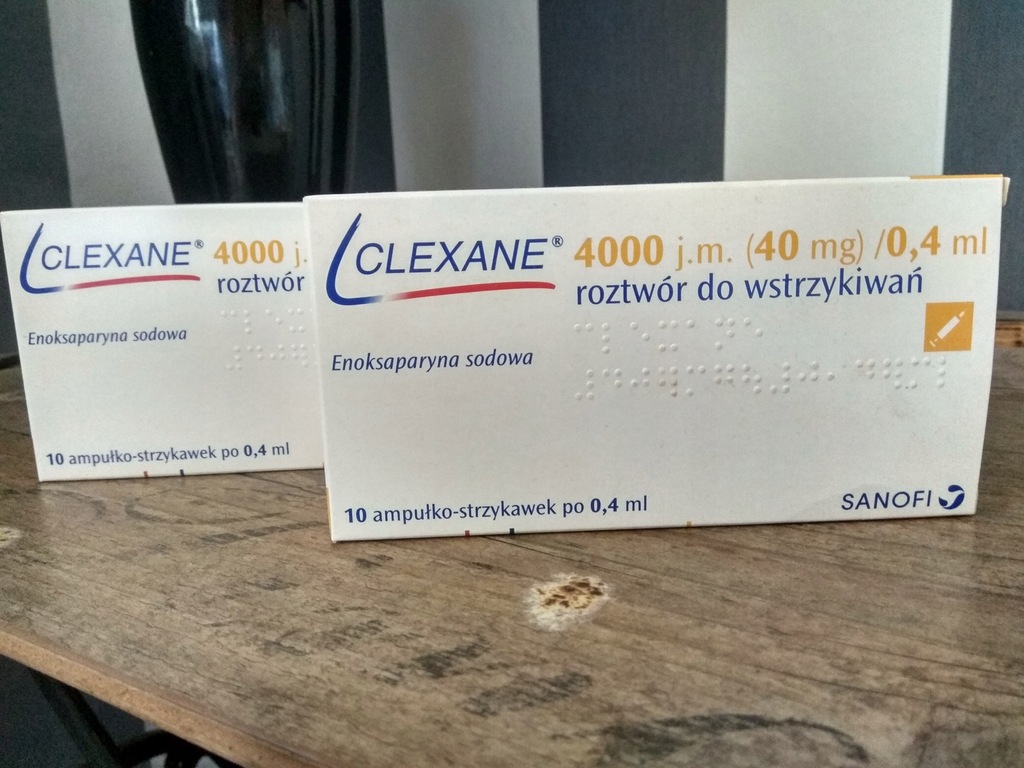 CLEXANE® 4000 j.
roztwór
Enoksaparyna sodowa
10 ampułko-strzykawek po 0,4 ml
CLEXANE® 4000 j.m. (40 mg) /0,4 ml
roztwór do wstrzykiwań
Enoksaparyna sodowa
10 ampułko-strzykawek po 0,4 ml
SANOFI